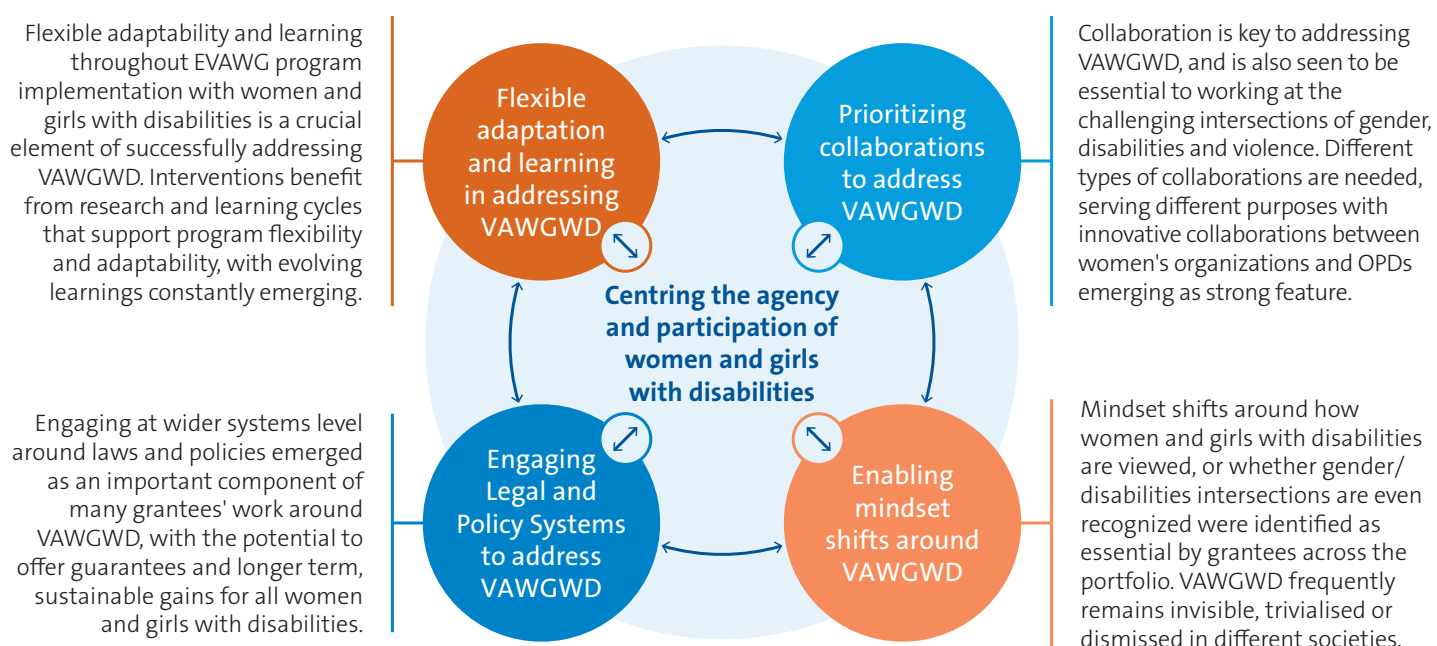 Flexible adaptability and learning
throughout EVAWG program
implementation with women and
girls with disabilities is a crucial
element of successfully addressing
VAWGWD. Interventions benefit
from research and learning cycles
that support program flexibility
and adaptability, with evolving
learnings constantly emerging.
Flexible
adaptation
and learning
in addressing
VAWGWD
Prioritizing
collaborations
to address
VAWGWD
Collaboration is key to addressing
VAWGWD, and is also seen to be
essential to working at the
challenging intersections of gender,
disabilities and violence. Different
types of collaborations are needed,
serving different purposes with
innovative collaborations between
women's organizations and OPDs
emerging as strong feature.
Centring the agency
and participation of
women and girls
with disabilities
Engaging at wider systems level
around laws and policies emerged
as an important component of
many grantees' work around
VAWGWD, with the potential to
offer guarantees and longer term,
sustainable gains for all women
and girls with disabilities.
Engaging
Legal and
Policy Systems
to address
VAWGWD
Enabling
mindset
shifts around
VAWGWD
Mindset shifts around how
women and girls with disabilities
are viewed, or whether gender/
disabilities intersections are even
recognized were identified as
essential by grantees across the
portfolio. VAWGWD frequently
remains invisible, trivialised or
dismissed in different societies.